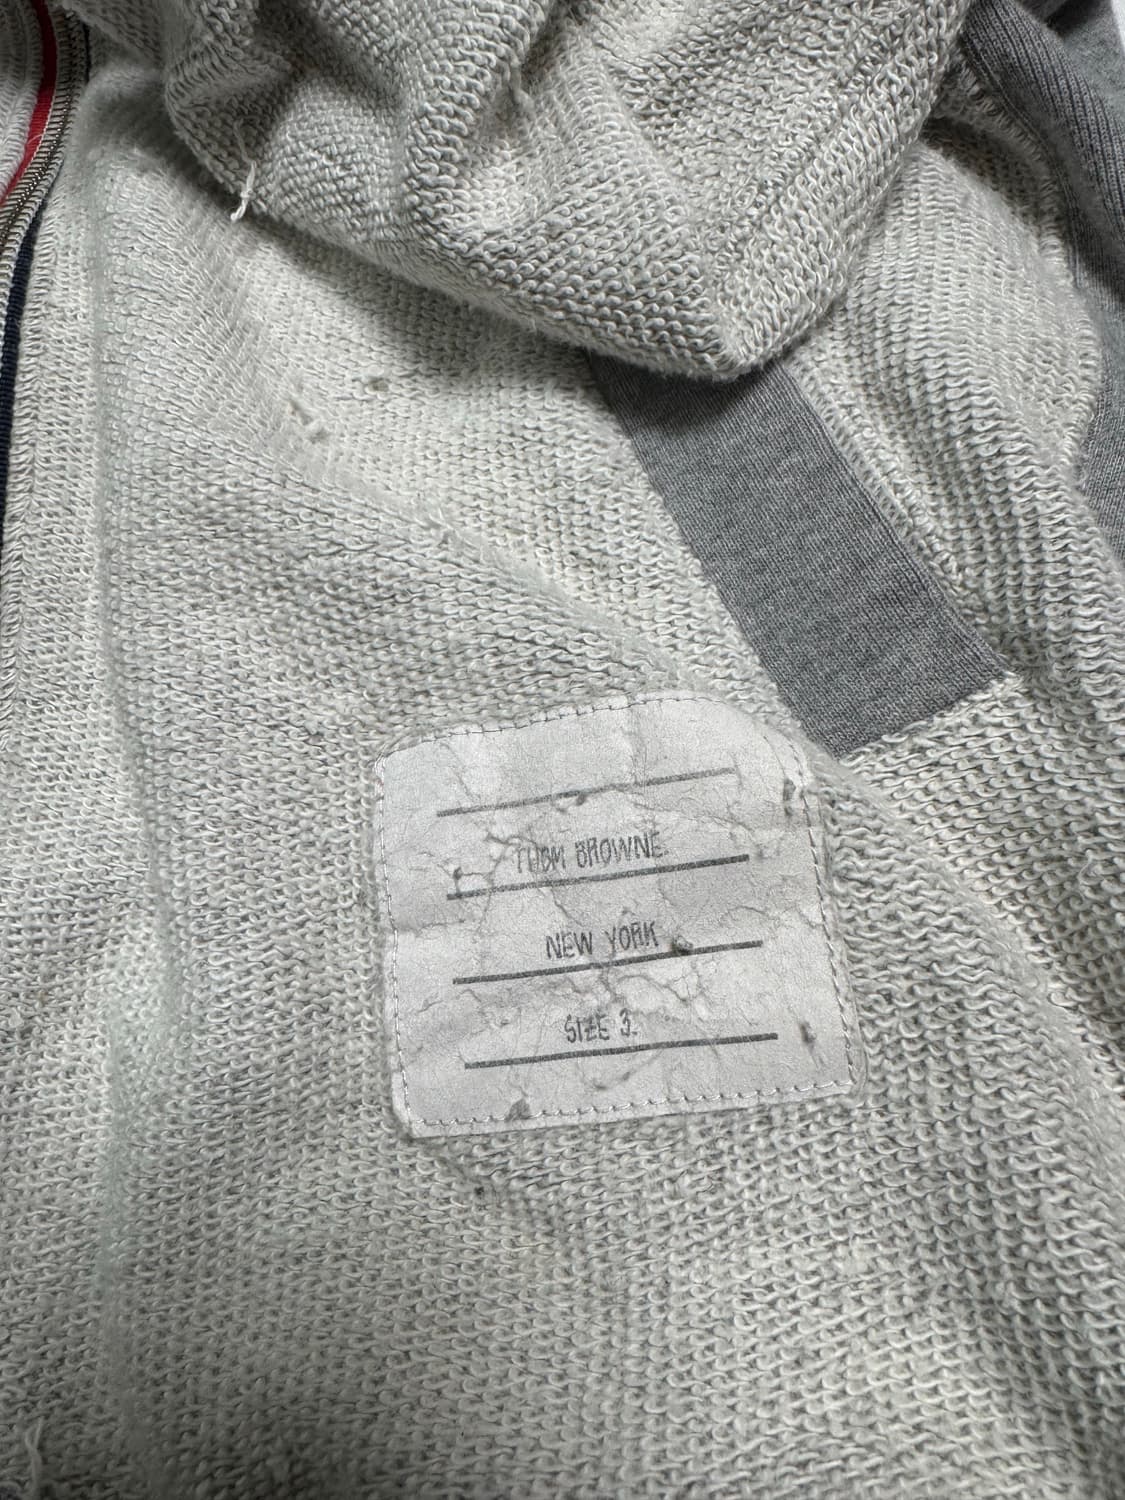 THOM BROWNE.
NEW YORK
SIZE 3.